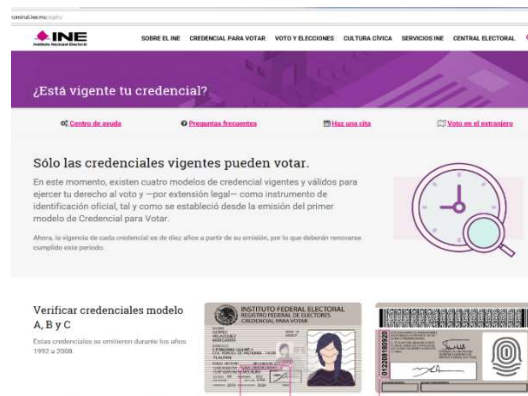 INE
Instituto Nacional Electoral
SOBRE EL INE CREDENCIAL PARA VOTAR VOTO Y ELECCIONES CULTURA CÍVICA SERVICIOS INE CENTRAL ELECTORAL
¿Está vigente tu credencial?
Centro de ayuda Preguntas frecuentes Haz una cita Voto en el extranjero
Sólo las credenciales vigentes pueden votar.
En este momento, existen cuatro modelos de credencial vigentes y válidos para
ejercer tu derecho al voto y —por extensión legal— como instrumento de
identificación oficial, tal y como se estableció desde la emisión del primer
modelo de Credencial para Votar.
Ahora, la vigencia de cada credencial es de diez años a partir de su emisión, por lo que deberán renovarse
cumplido este periodo.
Verificar credenciales modelo
A, B y C
Estas credenciales se emitieron durante los años
1992 a 2008.
INSTITUTO FEDERAL ELECTORAL
REGISTRO FEDERAL DE ELECTORES
CREDENCIAL PARA VOTAR